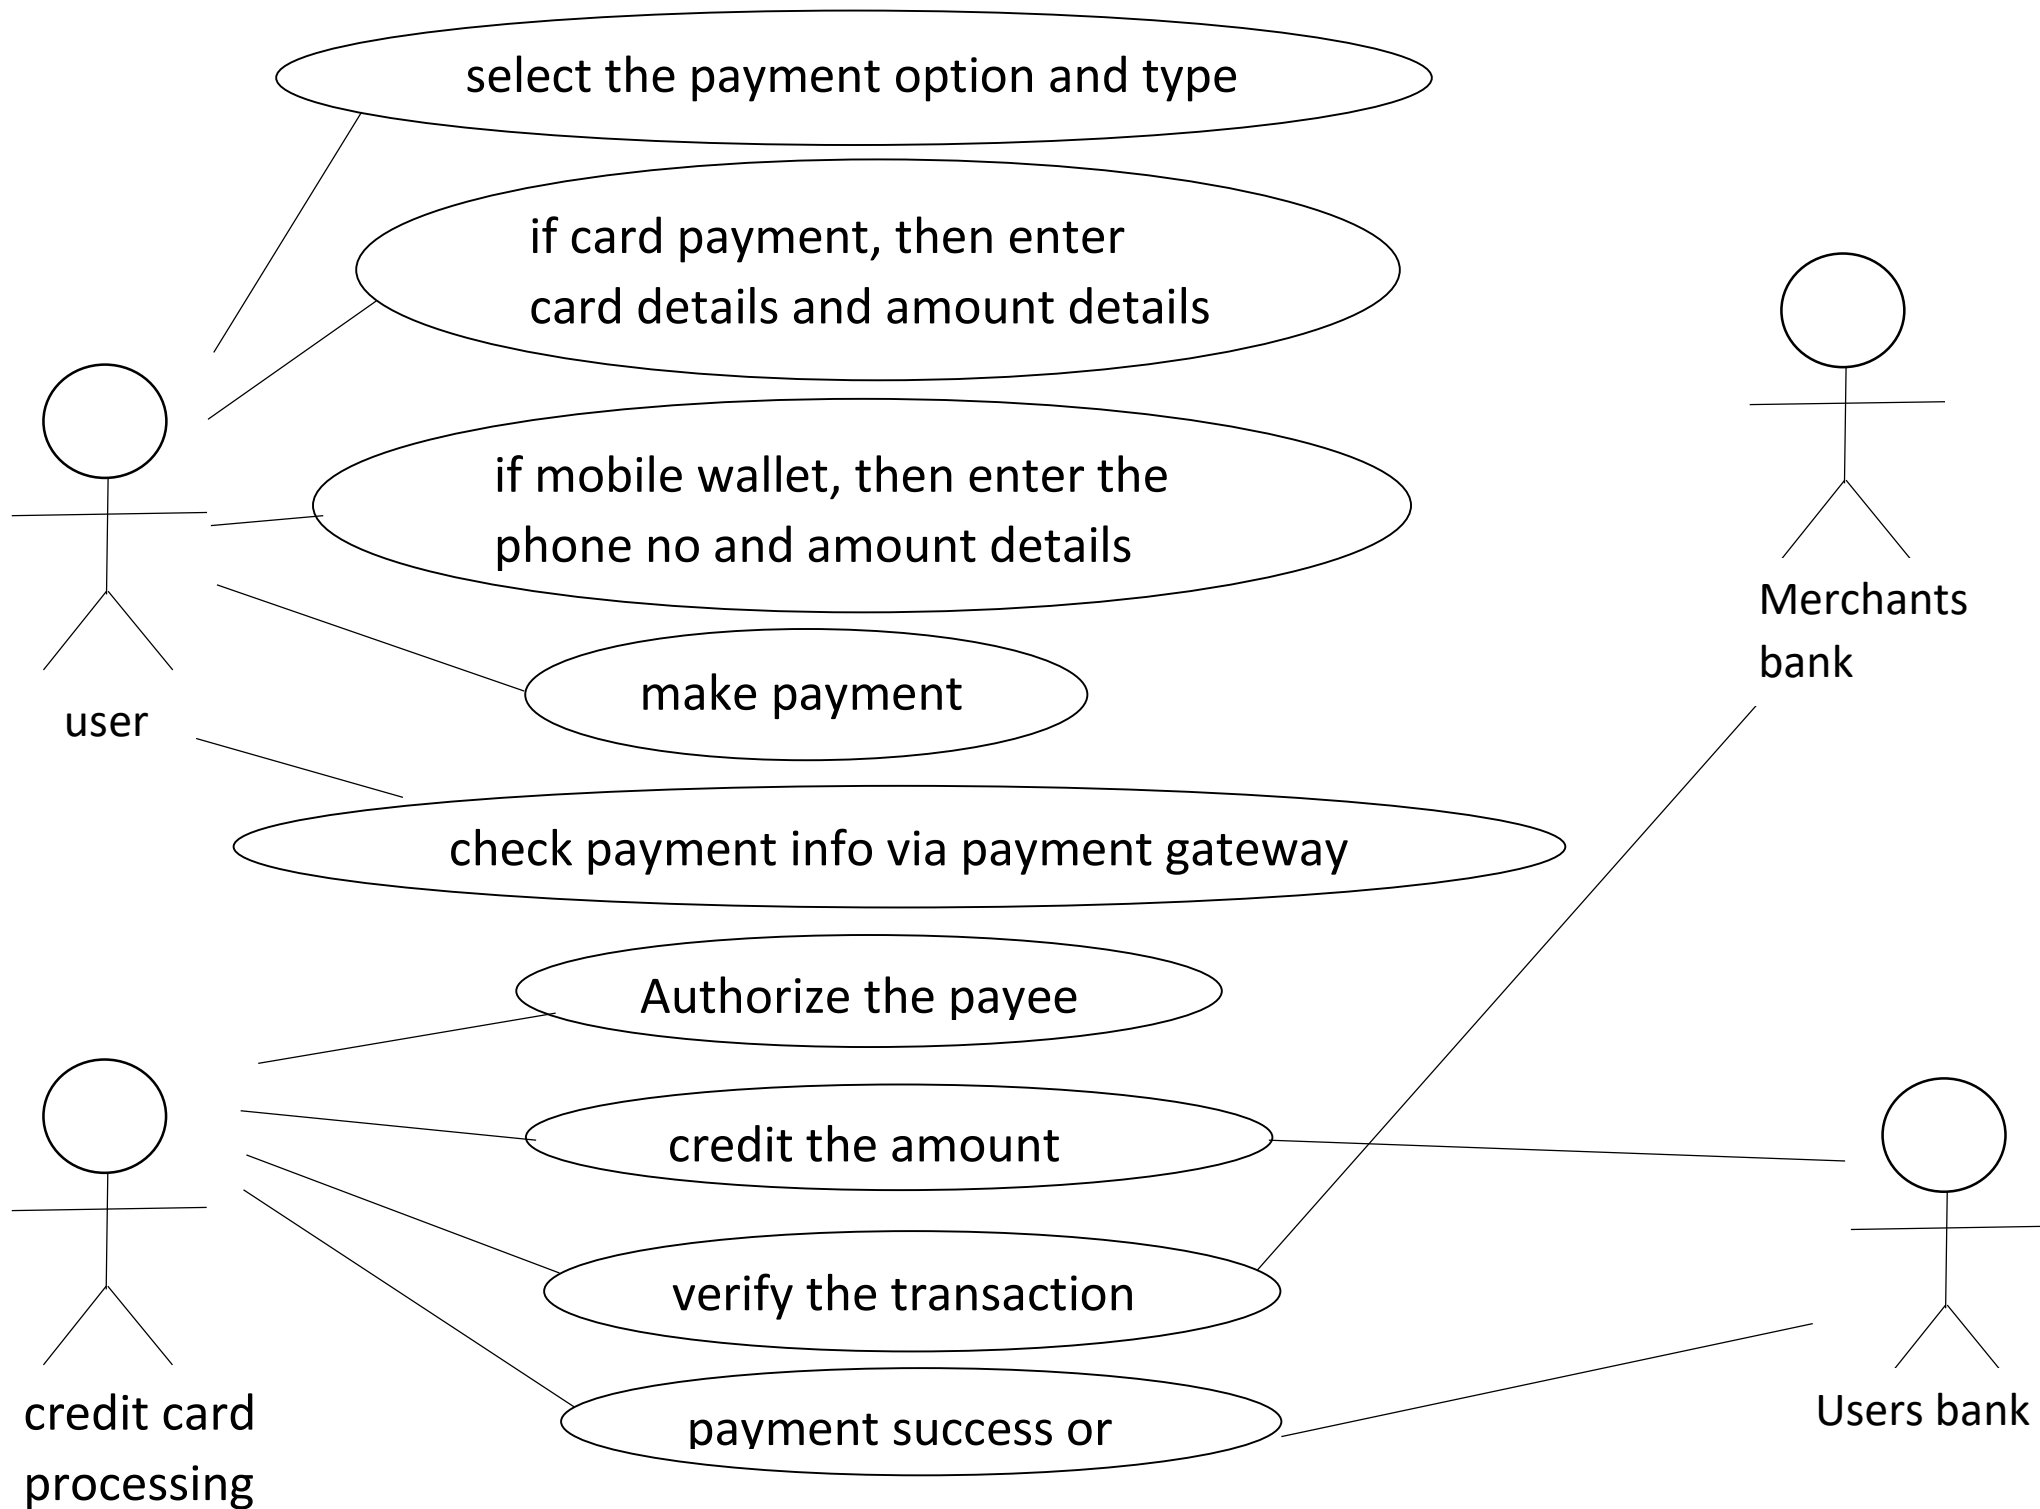 select the payment option and type
if card payment, then enter
card details and amount details
if mobile wallet, then enter the
phone no and amount details
Merchants
bank
make payment
user
check payment info via payment gateway
Authorize the payee
credit the amount
verify the transaction
payment success or
Users bank
credit card
processing